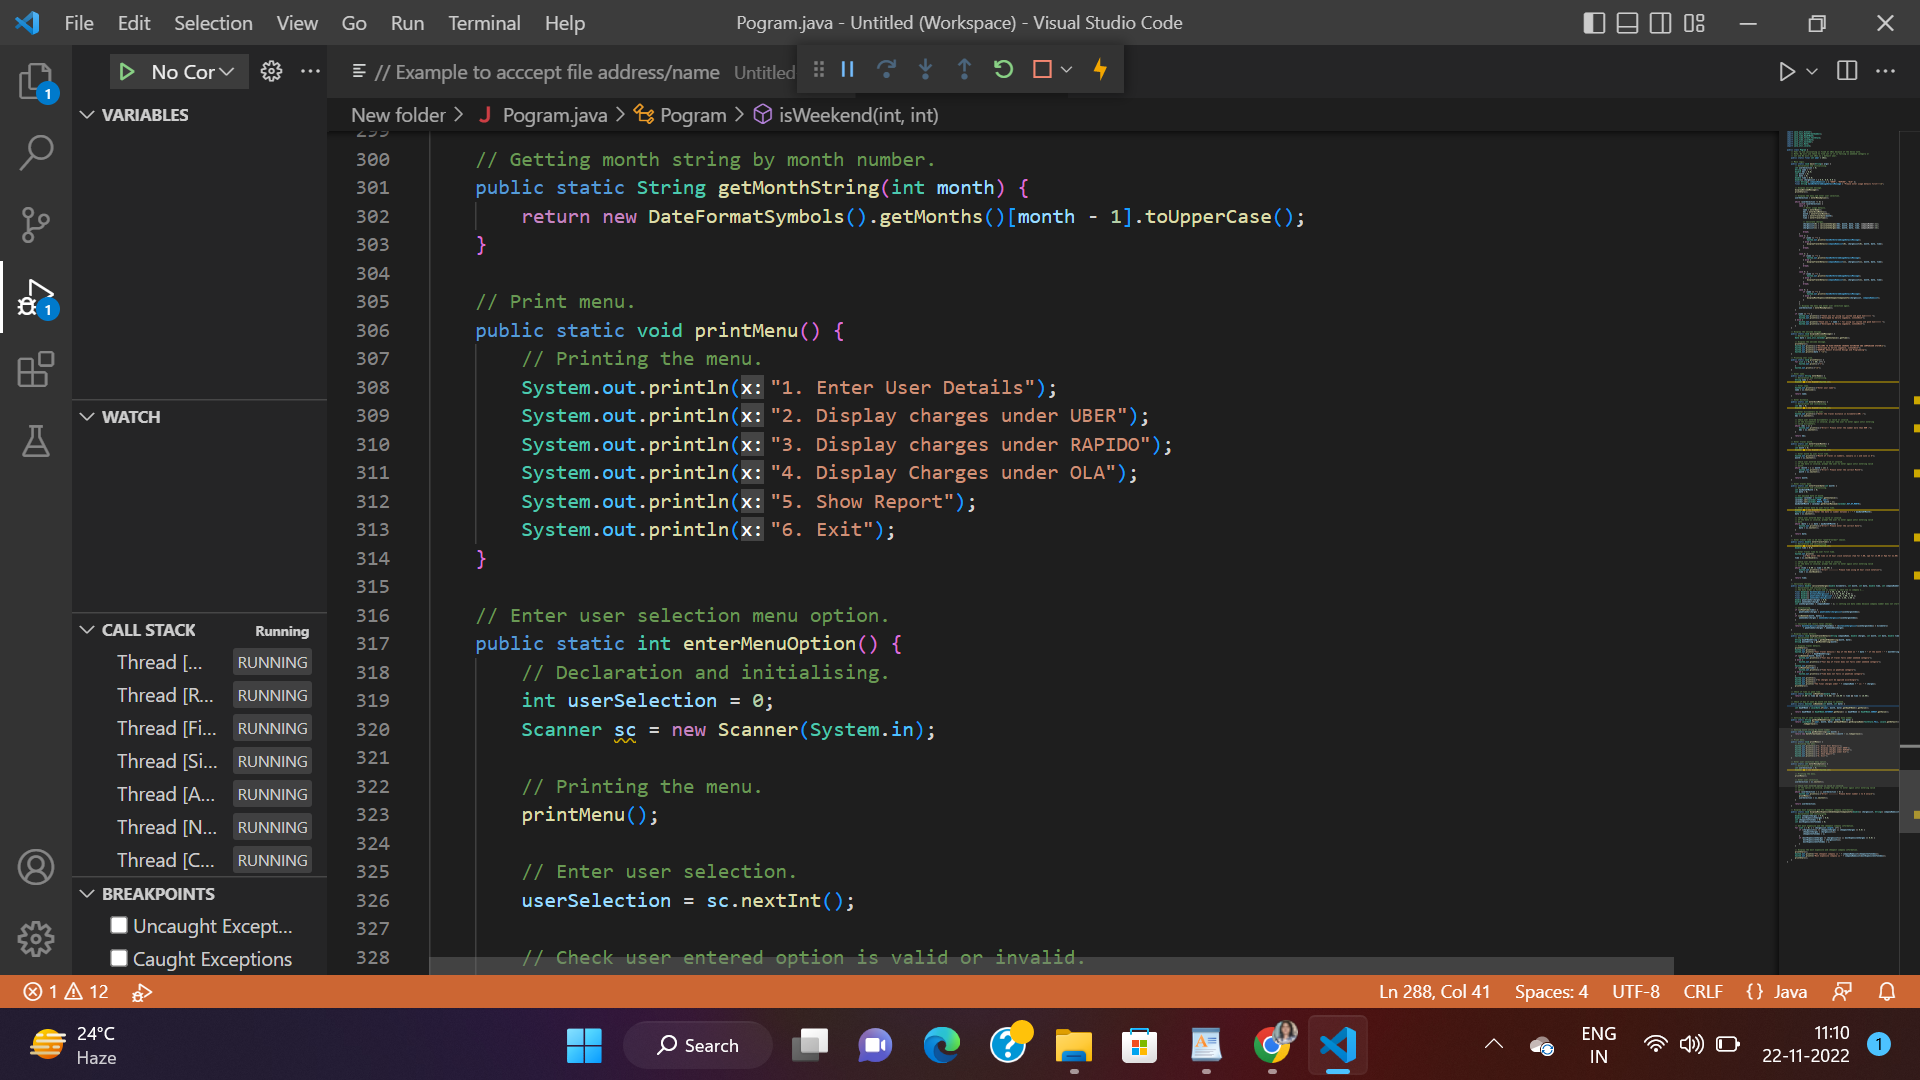 File Edit Selection View Go Run Terminal Help
Pogram.java - Untitled (Workspace) - Visual Studio Code
No Cor
// Example to acccept file address/name Untitled
New folder > J Pogram.java > Pogram > isWeekend(int, int)
VARIABLES
WATCH
CALL STACK Running
Thread [... RUNNING
Thread [R... RUNNING
Thread [Fi... RUNNING
Thread [Si... RUNNING
Thread [A... RUNNING
Thread [N... RUNNING
Thread [C... RUNNING
BREAKPOINTS
Uncaught Except...
Caught Exceptions
1
1
299
300 // Getting month string by month number.
301 public static String getMonthString(int month) {
302 return new DateFormatSymbols().getMonths()[month - 1].toUpperCase();
303 }
304
305 // Print menu.
306 public static void printMenu() {
307 // Printing the menu.
308 System.out.println(x: "1. Enter User Details");
309 System.out.println(x: "2. Display charges under UBER");
310 System.out.println(x: "3. Display charges under RAPIDO");
311 System.out.println(x: "4. Display Charges under OLA");
312 System.out.println(x: "5. Show Report");
313 System.out.println(x: "6. Exit");
314 }
315
316 // Enter user selection menu option.
317 public static int enterMenuOption() {
318 // Declaration and initialising.
319 int userSelection = 0;
320 Scanner sc = new Scanner(System.in);
321
322 // Printing the menu.
323 printMenu();
324
325 // Enter user selection.
326 userSelection = sc.nextInt();
327
328 // Check user entered option is valid or invalid.
1 12
Ln 288, Col 41 Spaces: 4 UTF-8 CRLF {} Java
24°C
Haze
Search
ENG
IN
11:10
22-11-2022
1